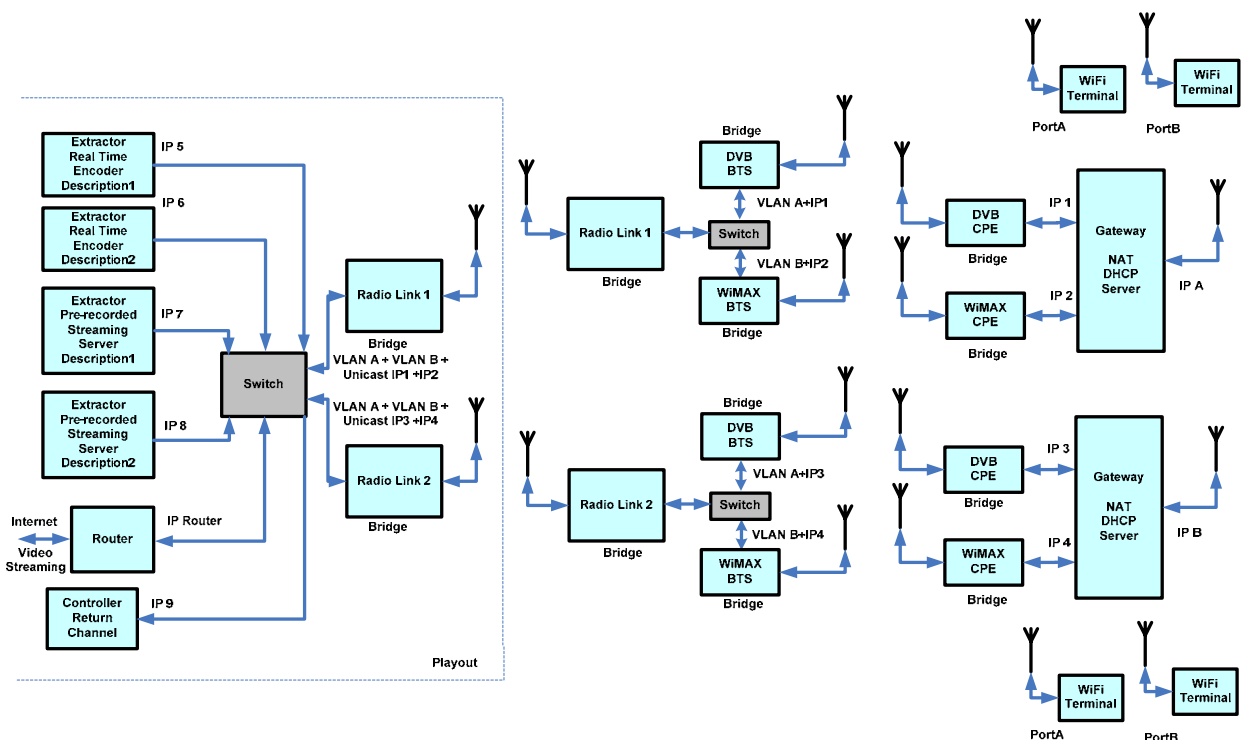 Extractor
Real Time
Encoder
Description1
IP 5
Extractor
Real Time
Encoder
Description2
IP 6
Extractor
Pre-recorded
Streaming
Server
Description1
IP 7
Extractor
Pre-recorded
Streaming
Server
Description2
IP 8
Internet
Video
Streaming
Router
IP Router
Controller
Return
Channel
IP 9
Switch
Radio Link 1
Bridge
VLAN A + VLAN B +
Unicast IP1 +IP2
VLAN A + VLAN B +
Unicast IP3 +IP4
Radio Link 2
Bridge
Playout
Radio Link 1
Bridge
Bridge
DVB
BTS
VLAN A+IP1
Switch
VLAN B+IP2
WiMAX
BTS
Bridge
Radio Link 2
Bridge
Bridge
DVB
BTS
VLAN A+IP3
Switch
VLAN B+IP4
WiMAX
BTS
Bridge
WiFi
Terminal
PortA
WiFi
Terminal
PortB
DVB
CPE
Bridge
IP 1
WiMAX
CPE
Bridge
IP 2
Gateway
NAT
DHCP
Server
IP A
DVB
CPE
Bridge
IP 3
WiMAX
CPE
Bridge
IP 4
Gateway
NAT
DHCP
Server
IP B
WiFi
Terminal
PortA
WiFi
Terminal
PortB